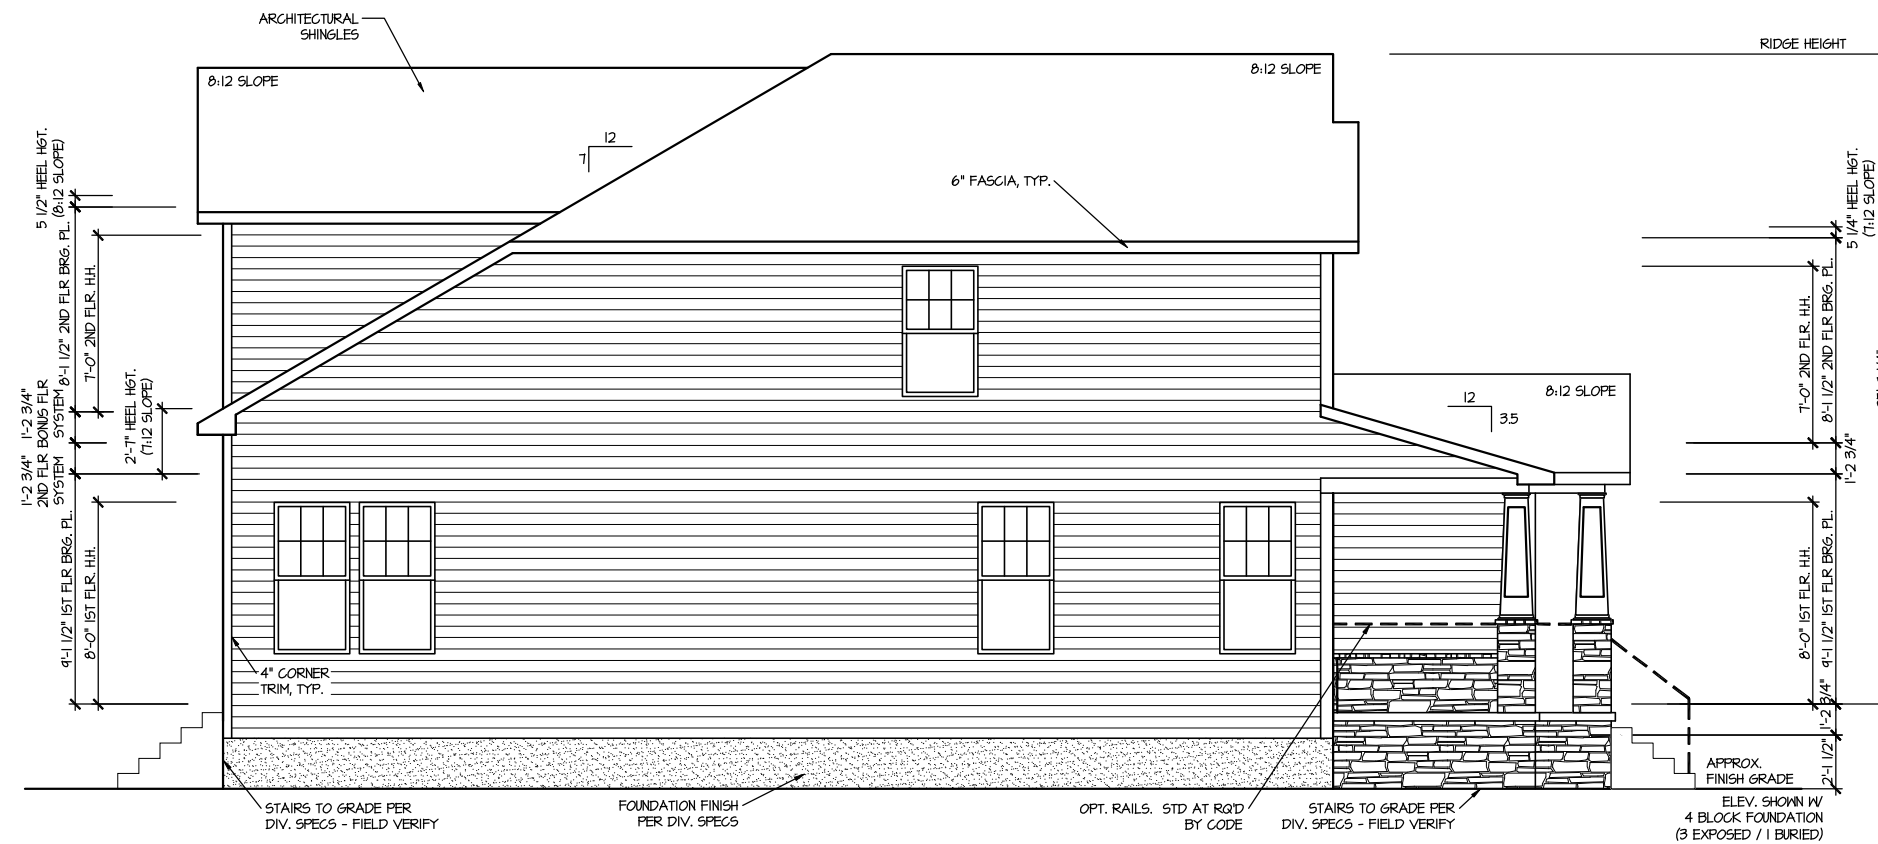 ARCHITECTURAL
SHINGLES
RIDGE HEIGHT
8:12 SLOPE
8:12 SLOPE
12
7
6" FASCIA, TYP.
5 1/2" HEEL HGT.
(8:12 SLOPE)
8'-1 1/2" 2ND FLR BRG. PL.
7'-0" 2ND FLR. H.H.
1'-2 3/4"
2ND FLR BONUS FLR
SYSTEM
2'-7" HEEL HGT.
(7:12 SLOPE)
1'-2 3/4"
SYSTEM
9'-1 1/2" 1ST FLR BRG. PL.
8'-0" 1ST FLR. H.H.
5 1/4" HEEL HGT.
(7:12 SLOPE)
7'-0" 2ND FLR. H.H.
8'-1 1/2" 2ND FLR BRG. PL.
12
3.5
8:12 SLOPE
1'-2 3/4"
8'-0" 1ST FLR. H.H.
9'-1 1/2" 1ST FLR BRG. PL.
1'-2 3/4"
2'-1 1/2"
4" CORNER
TRIM, TYP.
APPROX.
FINISH GRADE
STAIRS TO GRADE PER
DIV. SPECS - FIELD VERIFY
FOUNDATION FINISH
PER DIV. SPECS
OPT. RAILS. STD AT RQ'D
BY CODE
STAIRS TO GRADE PER
DIV. SPECS - FIELD VERIFY
ELEV. SHOWN W/
4 BLOCK FOUNDATION
(3 EXPOSED / 1 BURIED)